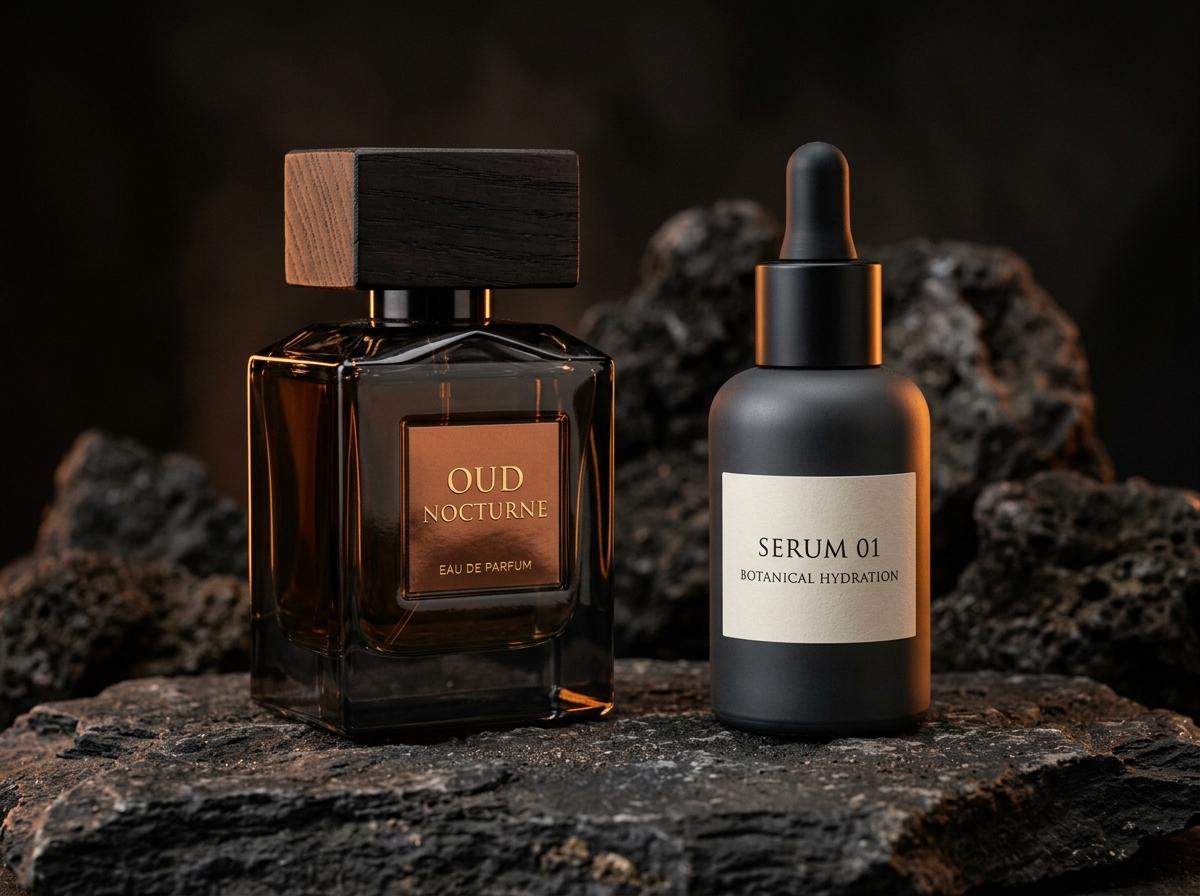 OUD
NOCTURNE
EAU DE PARFUM
SERUM 01
BOTANICAL HYDRATION